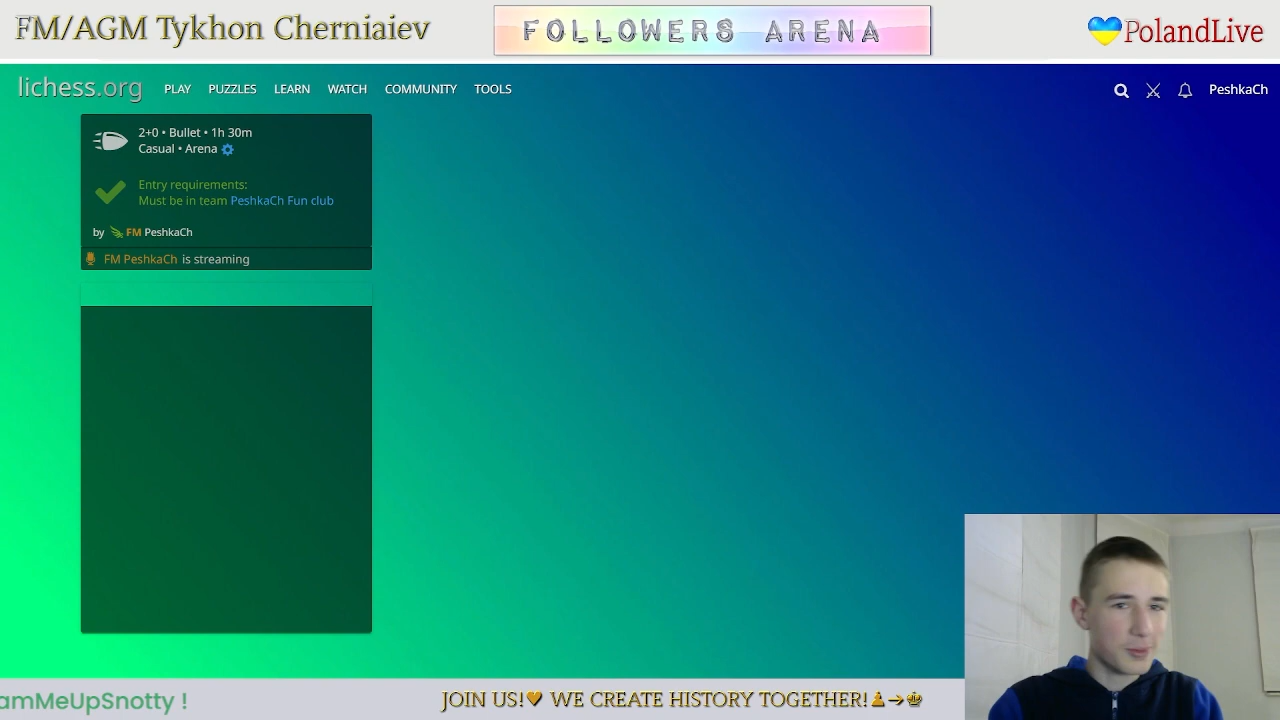 FM/AGM Tykhon Cherniaiev
FOLLOWERS ARENA
PolandLive
lichess.org PLAY PUZZLES LEARN WATCH COMMUNITY TOOLS PeshkaCh
2+0 • Bullet • 1h 30m
Casual • Arena
Entry requirements:
Must be in team PeshkaCh Fun club
by FM PeshkaCh
FM PeshkaCh is streaming
amMeUpSnotty !
JOIN US!🧡 WE CREATE HISTORY TOGETHER!♟→♚